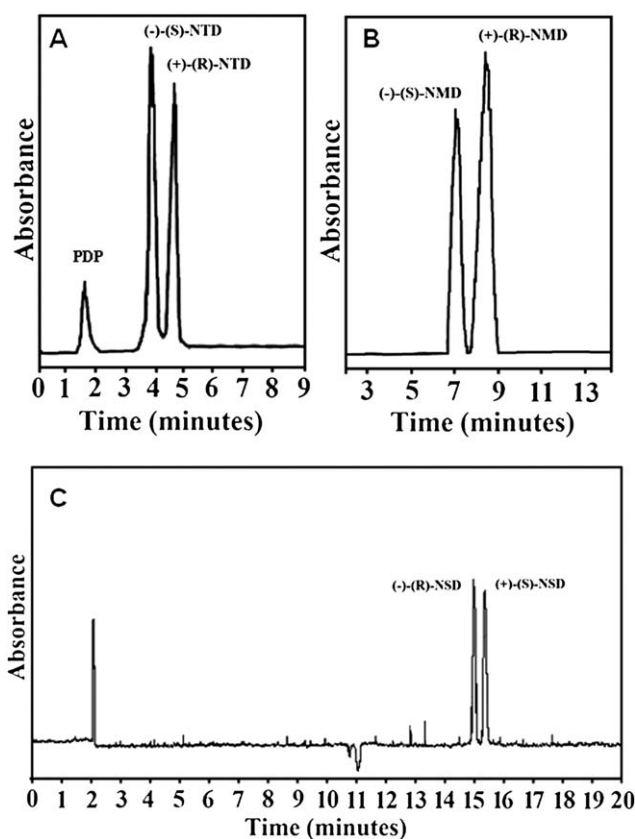 A
(-)-(S)-NTD
(+)-(R)-NTD
PDP
Absorbance
0 1 2 3 4 5 6 7 8 9
Time (minutes)
B
(+)-(R)-NMD
(-)-(S)-NMD
Absorbance
3 5 7 9 11 13
Time (minutes)
C
(-)-(R)-NSD
(+)-(S)-NSD
Absorbance
0 1 2 3 4 5 6 7 8 9 10 11 12 13 14 15 16 17 18 19 20
Time (minutes)